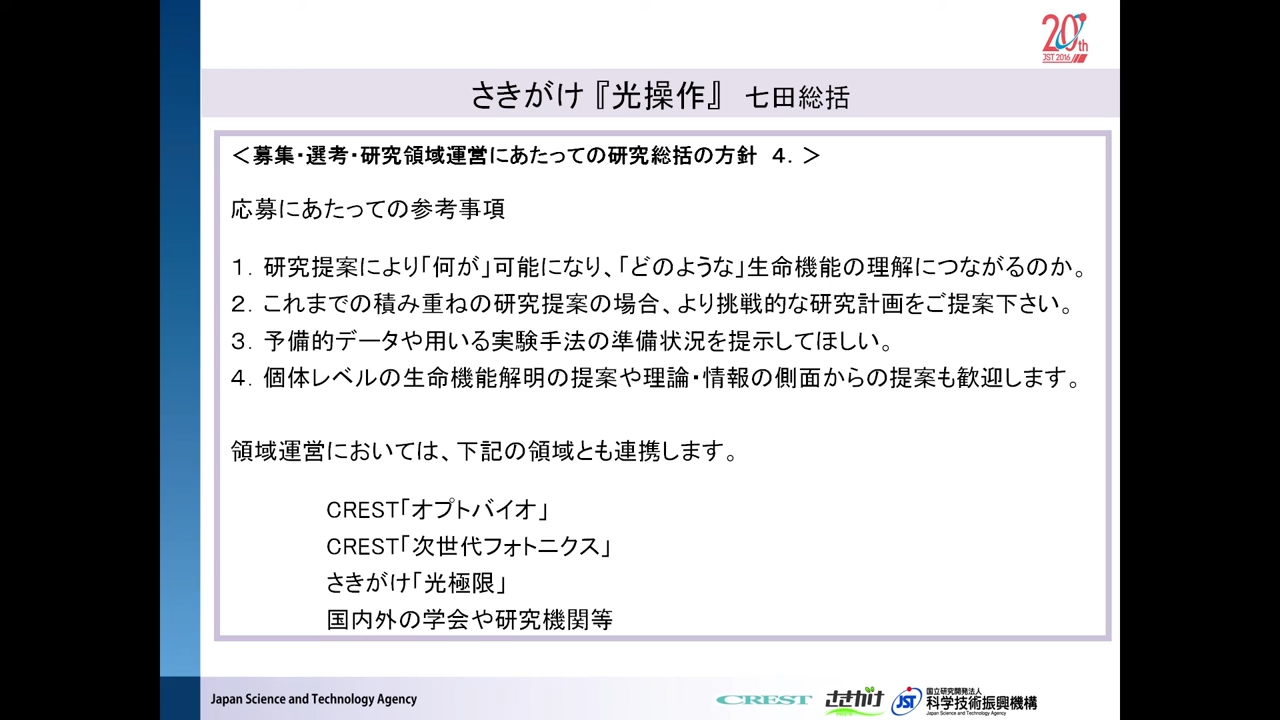 20th
JST 2016
さきがけ『光操作』 七田総括
＜募集・選考・研究領域運営にあたっての研究総括の方針 ４．＞
応募にあたっての参考事項
１．研究提案により「何が」可能になり、「どのような」生命機能の理解につながるのか。
２．これまでの積み重ねの研究提案の場合、より挑戦的な研究計画をご提案下さい。
３．予備的データや用いる実験手法の準備状況を提示してほしい。
４．個体レベルの生命機能解明の提案や理論・情報の側面からの提案も歓迎します。
領域運営においては、下記の領域とも連携します。
CREST「オプトバイオ」
CREST「次世代フォトニクス」
さきがけ「光極限」
国内外の学会や研究機関等
Japan Science and Technology Agency
CREST
さきがけ
JST
国立研究開発法人
科学技術振興機構
Japan Science and Technology Agency